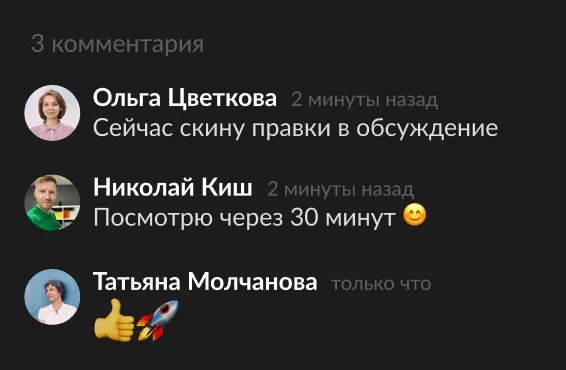 3 комментария
Ольга Цветкова 2 минуты назад
Сейчас скину правки в обсуждение
Николай Киш 2 минуты назад
Посмотрю через 30 минут 😊
Татьяна Молчанова только что
👍🚀